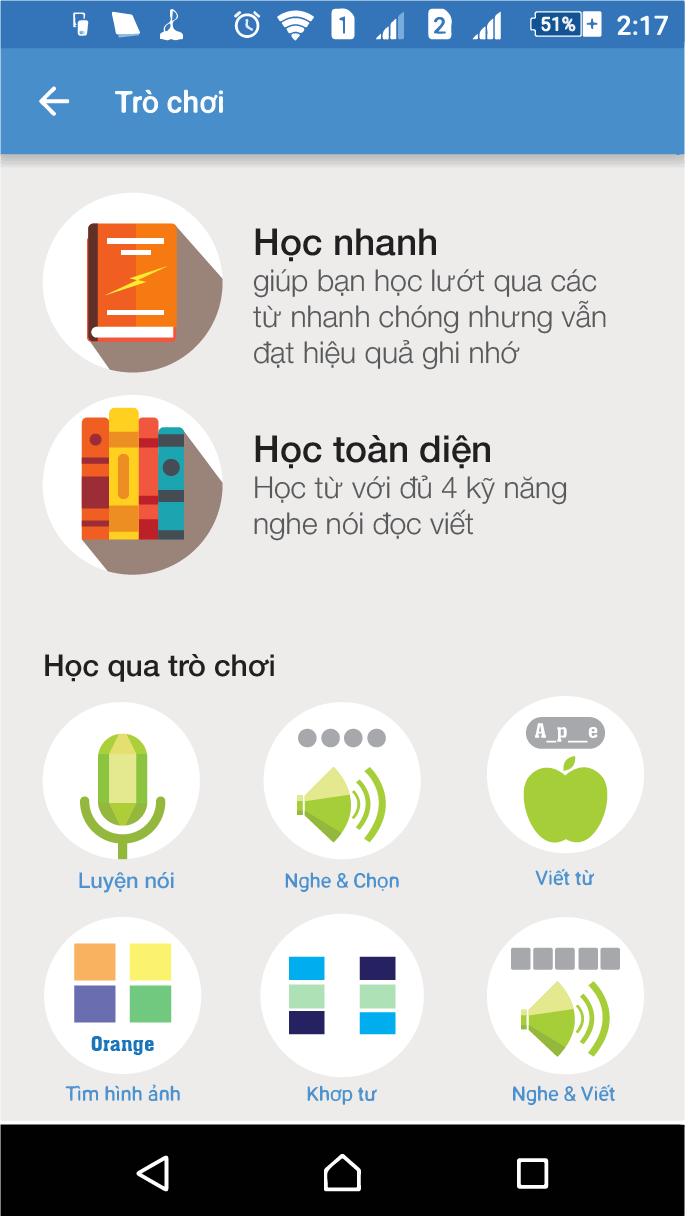 1
2
51%
2:17
Trò chơi
Học nhanh
giúp bạn học lướt qua các
từ nhanh chóng nhưng vẫn
đạt hiệu quả ghi nhớ
Học toàn diện
Học từ với đủ 4 kỹ năng
nghe nói đọc viết
Học qua trò chơi
A_p__e
Luyện nói
Nghe & Chọn
Viết từ
Orange
Tìm hình ảnh
Khơp tư
Nghe & Viết